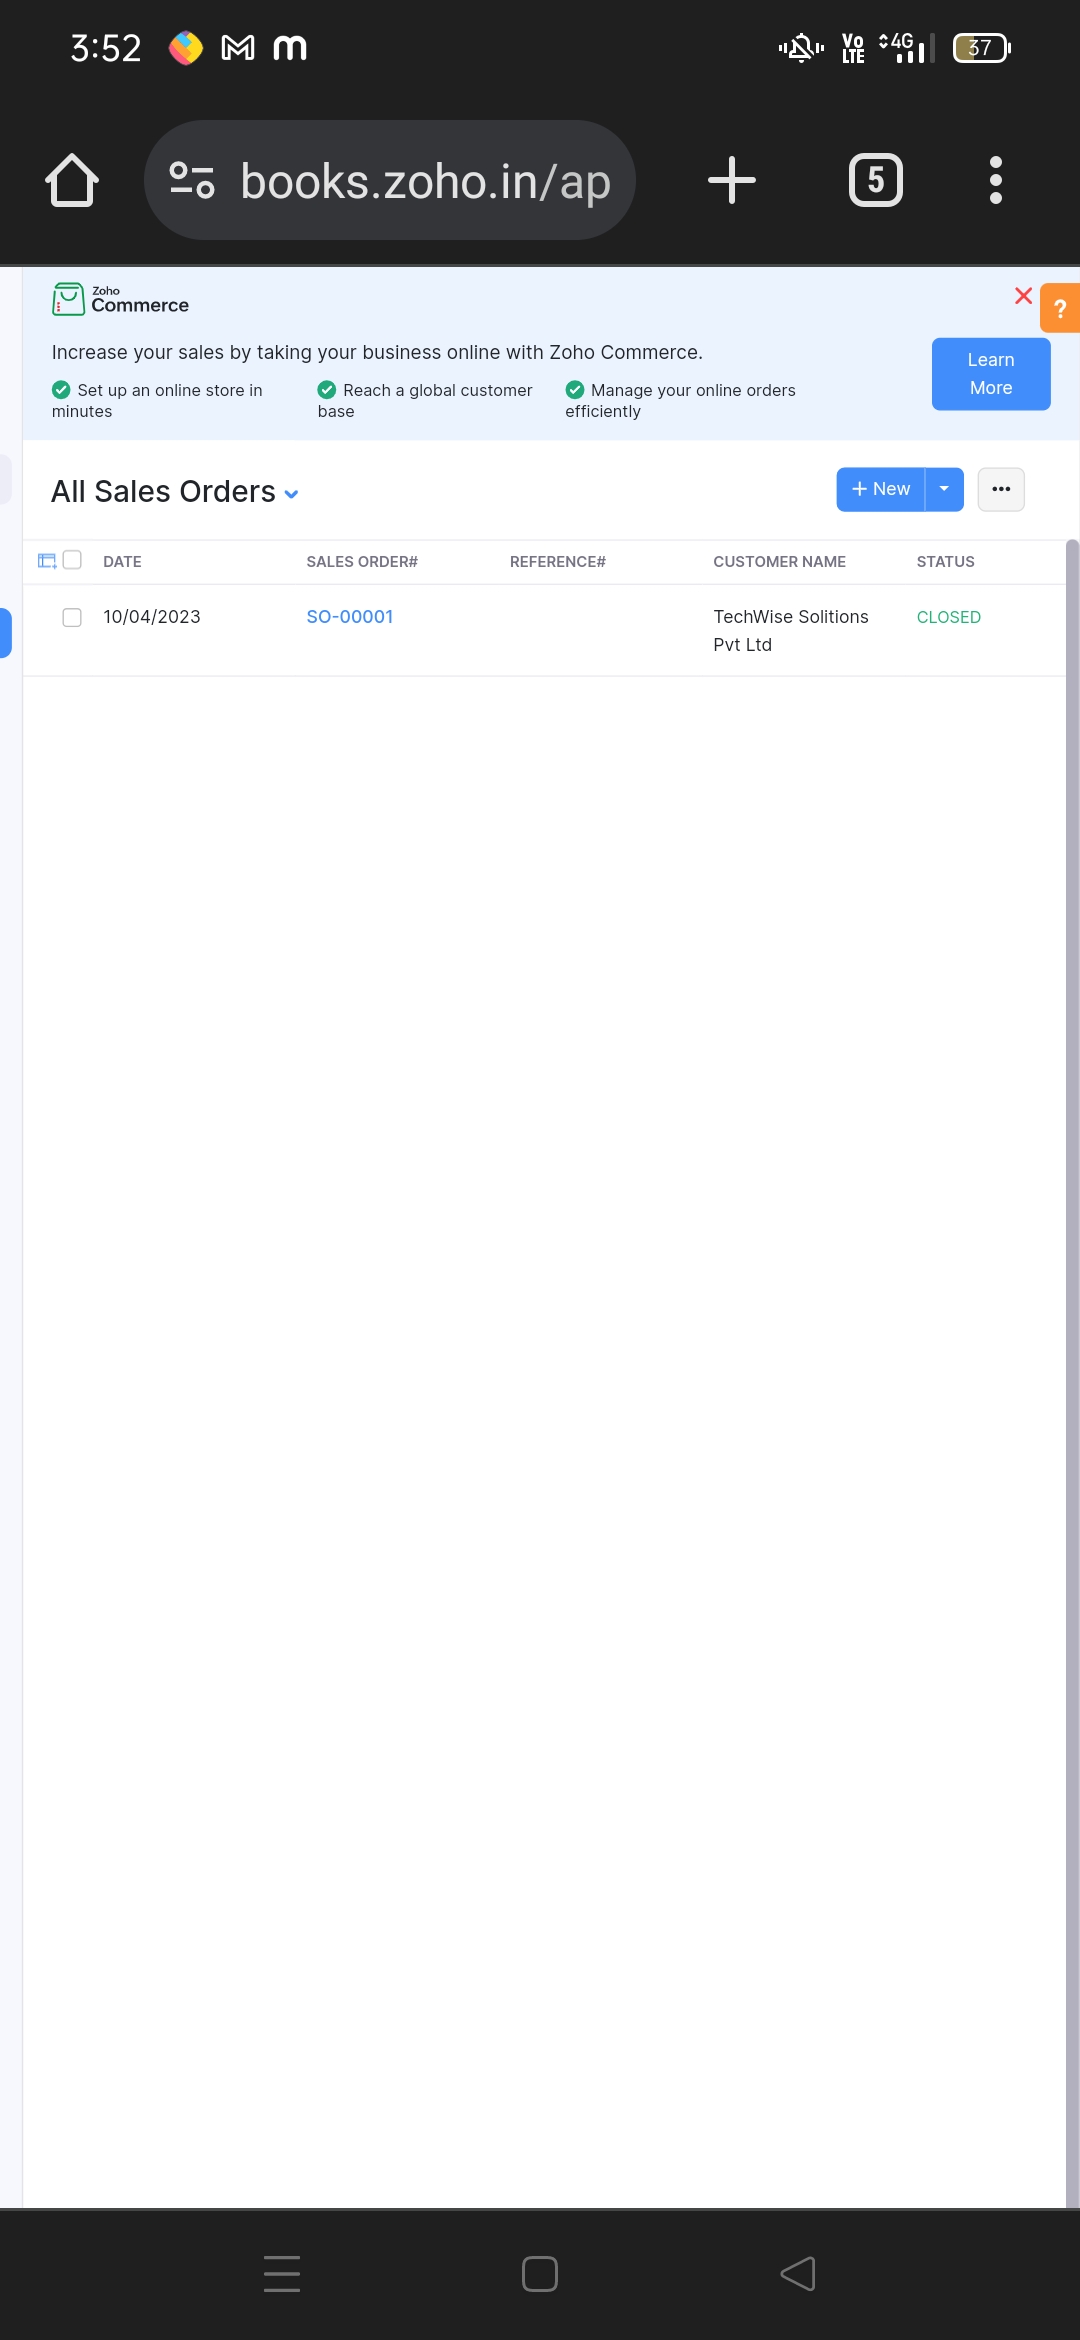 3:52
Vo LTE
4G
37
books.zoho.in/ap
5
Zoho
Commerce
?
Increase your sales by taking your business online with Zoho Commerce.
Learn
More
Set up an online store in
minutes
Reach a global customer
base
Manage your online orders
efficiently
All Sales Orders
+ New
DATE SALES ORDER# REFERENCE# CUSTOMER NAME STATUS
10/04/2023 SO-00001 TechWise Solitions CLOSED
Pvt Ltd